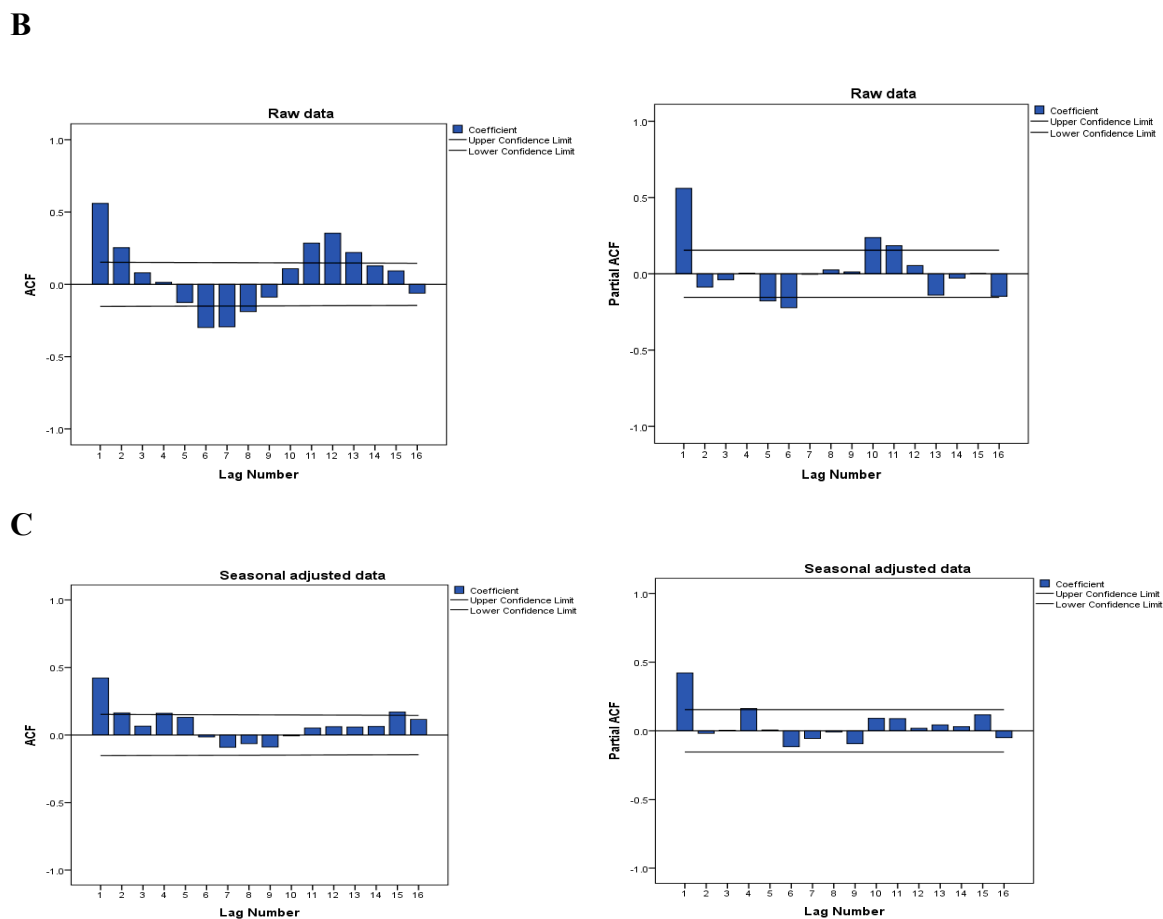 B
Raw data
1.0
0.5
0.0
-0.5
-1.0
ACF
1 2 3 4 5 6 7 8 9 10 11 12 13 14 15 16
Lag Number
Coefficient
Upper Confidence Limit
Lower Confidence Limit
Raw data
1.0
0.5
0.0
-0.5
-1.0
Partial ACF
1 2 3 4 5 6 7 8 9 10 11 12 13 14 15 16
Lag Number
Coefficient
Upper Confidence Limit
Lower Confidence Limit
C
Seasonal adjusted data
1.0
0.5
0.0
-0.5
-1.0
ACF
1 2 3 4 5 6 7 8 9 10 11 12 13 14 15 16
Lag Number
Coefficient
Upper Confidence Limit
Lower Confidence Limit
Seasonal adjusted data
1.0
0.5
0.0
-0.5
-1.0
Partial ACF
1 2 3 4 5 6 7 8 9 10 11 12 13 14 15 16
Lag Number
Coefficient
Upper Confidence Limit
Lower Confidence Limit